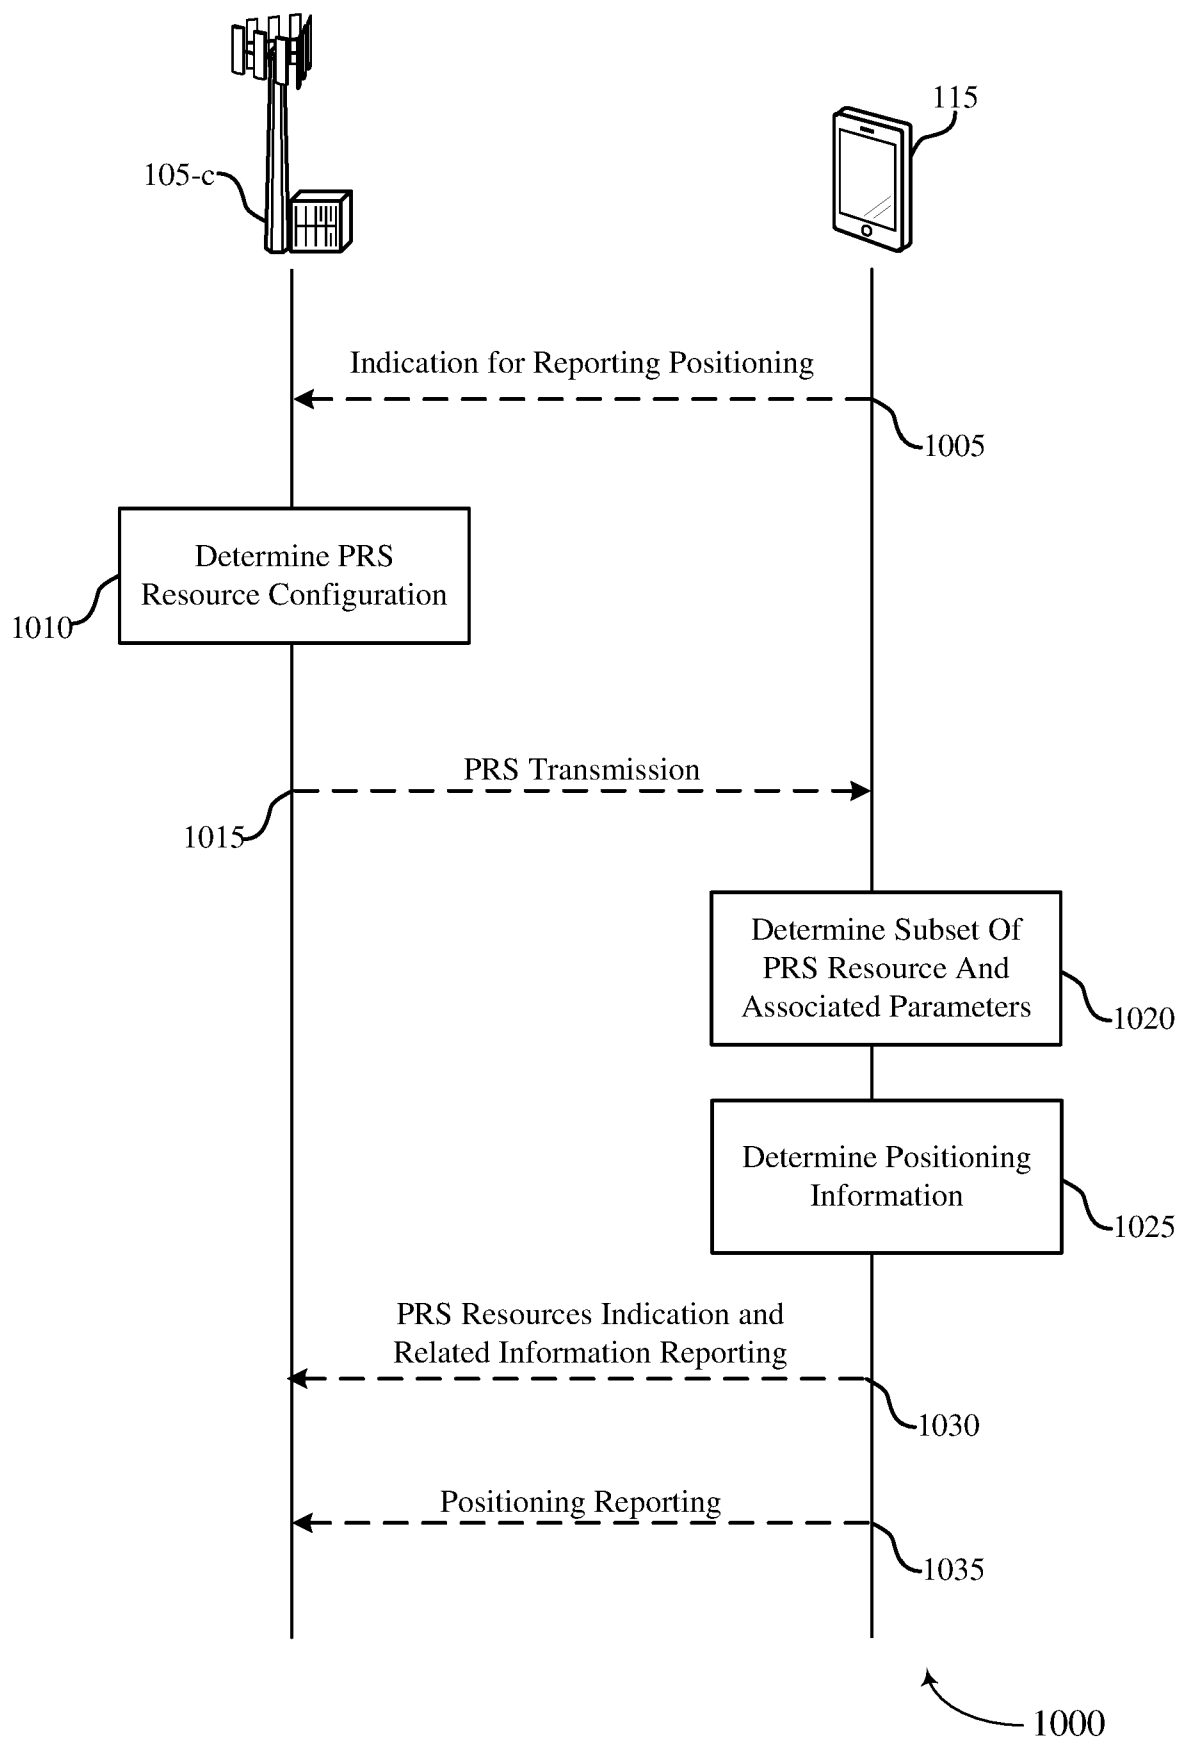 115
105-c
Indication for Reporting Positioning
1005
Determine PRS
Resource Configuration
1010
PRS Transmission
1015
Determine Subset Of
PRS Resource And
Associated Parameters
1020
Determine Positioning
Information
1025
PRS Resources Indication and
Related Information Reporting
1030
Positioning Reporting
1035
1000